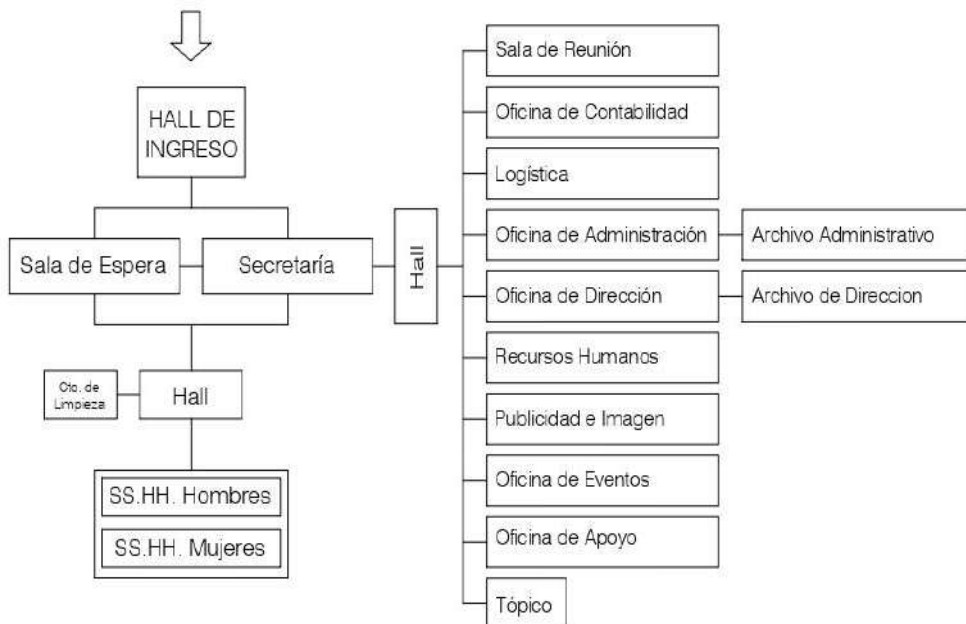 HALL DE
INGRESO
Sala de Espera
Secretaría
Hall
Cto. de
Limpieza
Hall
SS.HH. Hombres
SS.HH. Mujeres
Sala de Reunión
Oficina de Contabilidad
Logística
Oficina de Administración
Archivo Administrativo
Oficina de Dirección
Archivo de Direccion
Recursos Humanos
Publicidad e Imagen
Oficina de Eventos
Oficina de Apoyo
Tópico